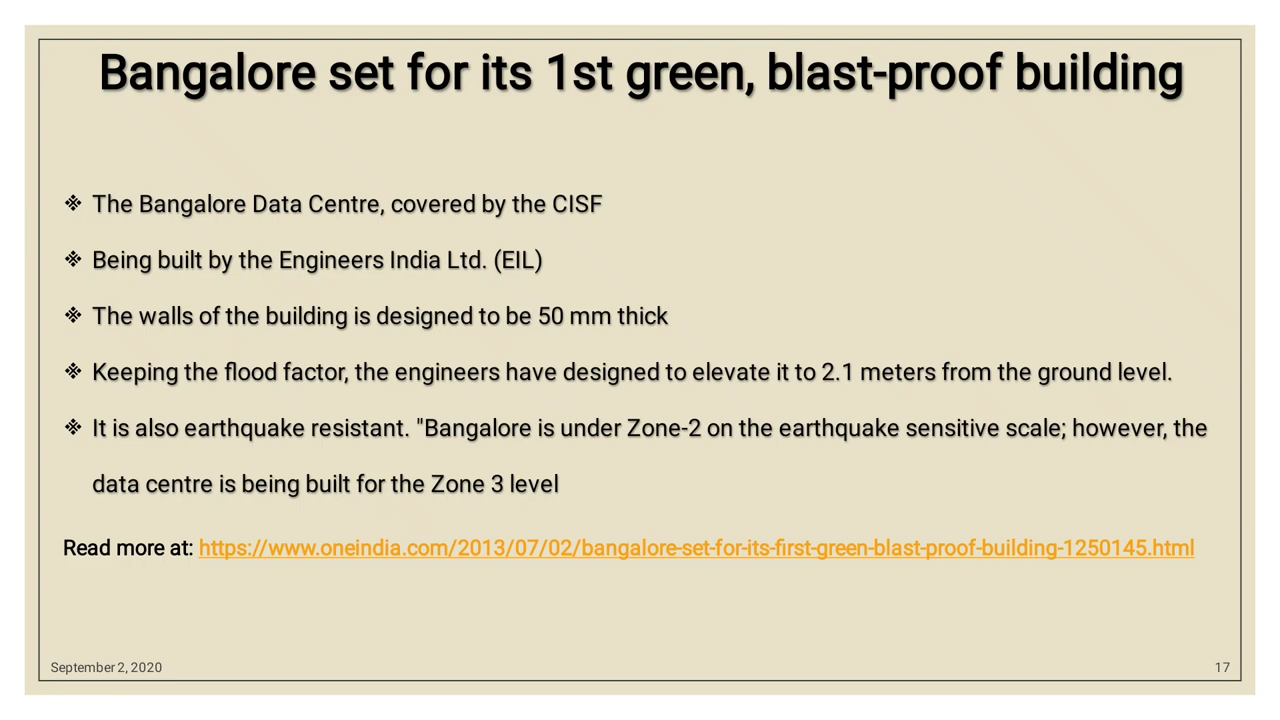 Bangalore set for its 1st green, blast-proof building
❖ The Bangalore Data Centre, covered by the CISF
❖ Being built by the Engineers India Ltd. (EIL)
❖ The walls of the building is designed to be 50 mm thick
❖ Keeping the flood factor, the engineers have designed to elevate it to 2.1 meters from the ground level.
❖ It is also earthquake resistant. "Bangalore is under Zone-2 on the earthquake sensitive scale; however, the
data centre is being built for the Zone 3 level
Read more at: https://www.oneindia.com/2013/07/02/bangalore-set-for-its-first-green-blast-proof-building-1250145.html
September 2, 2020
17